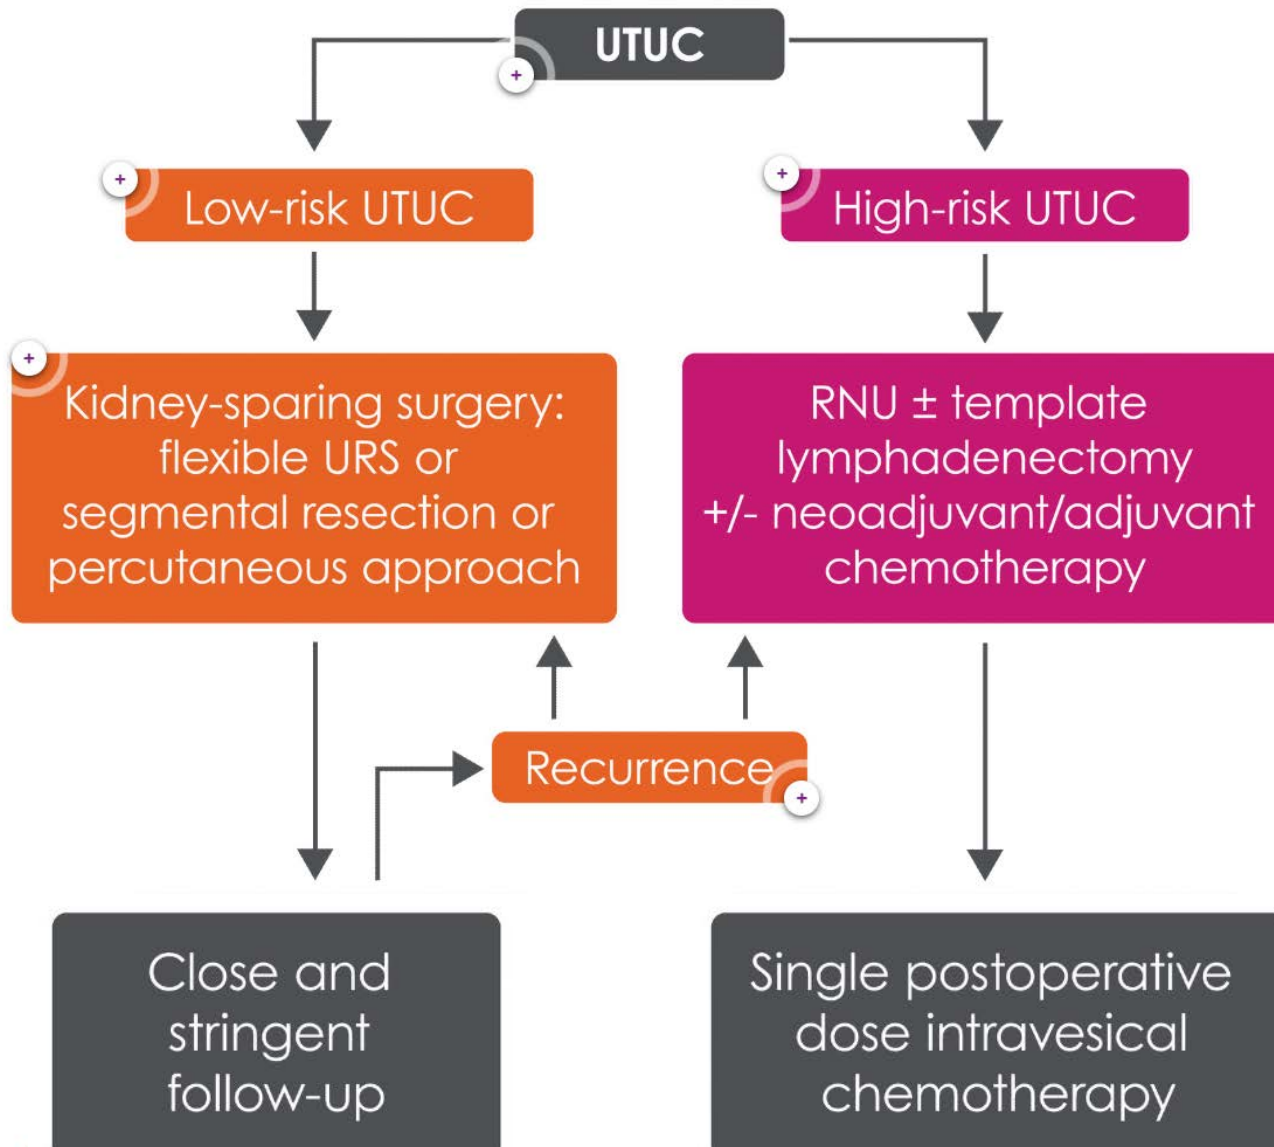 UTUC
Low-risk UTUC
High-risk UTUC
Kidney-sparing surgery:
flexible URS or
segmental resection or
percutaneous approach
RNU ± template
lymphadenectomy
+/- neoadjuvant/adjuvant
chemotherapy
Recurrence
Close and
stringent
follow-up
Single postoperative
dose intravesical
chemotherapy